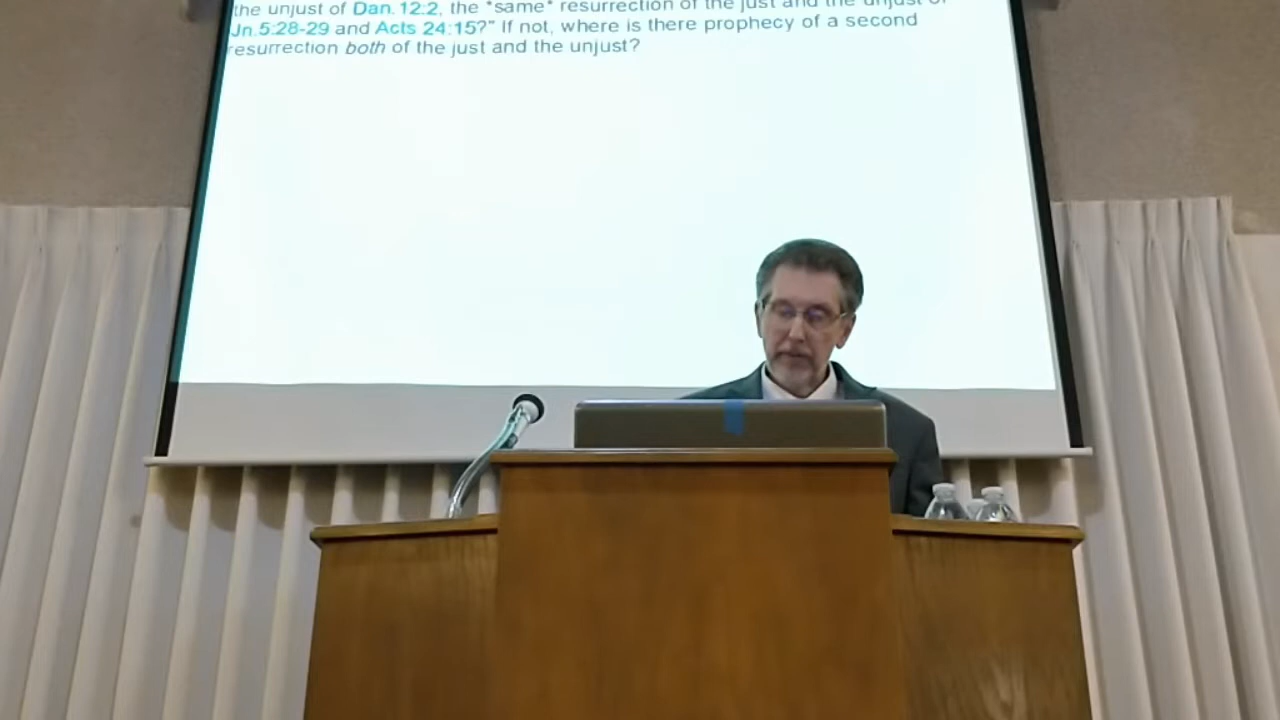 the unjust of Dan. 12:2, the *same* resurrection of the just and the unjust of
Jn.5:28-29 and Acts 24:15?" If not, where is there prophecy of a second
resurrection both of the just and the unjust?